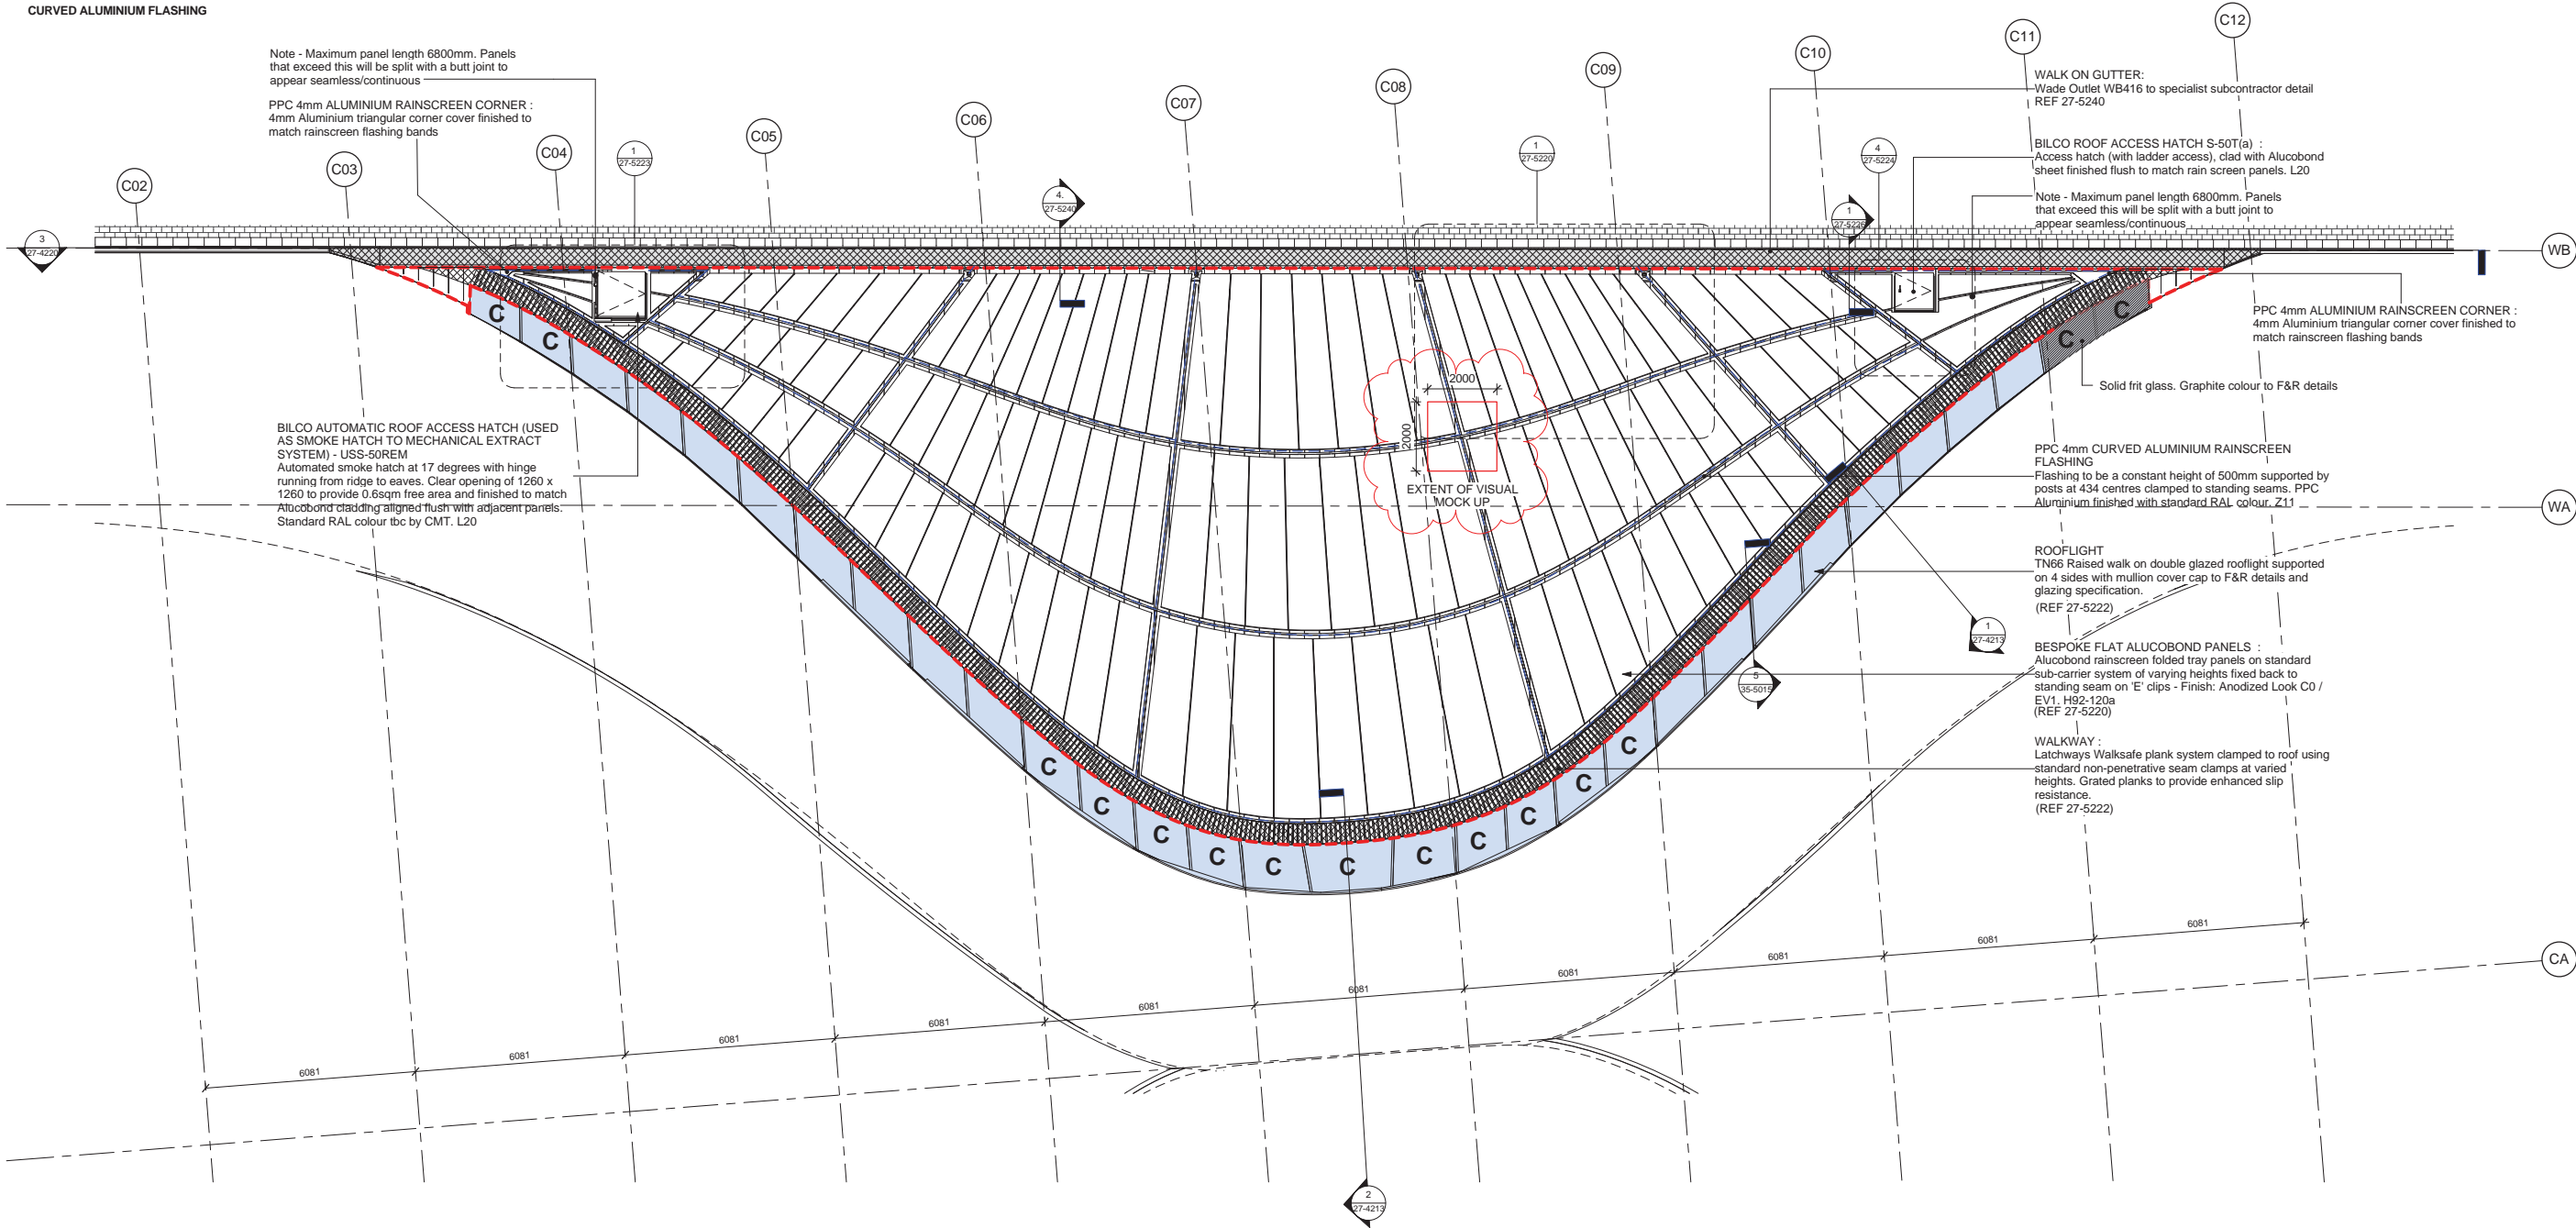 CURVED ALUMINIUM FLASHING
Note - Maximum panel length 6800mm. Panels
that exceed this will be split with a butt joint to
appear seamless/continuous
PPC 4mm ALUMINIUM RAINSCREEN CORNER :
4mm Aluminium triangular corner cover finished to
match rainscreen flashing bands
C02
C03
C04
C05
C06
C07
C08
C09
C10
C11
C12
1
27-5223
4.
27-5240
1
27-5220
4
27-5224
1
27-5226
3
27-4220
WALK ON GUTTER:
Wade Outlet WB416 to specialist subcontractor detail
REF 27-5240
BILCO ROOF ACCESS HATCH S-50T(a) :
Access hatch (with ladder access), clad with Alucobond
sheet finished flush to match rain screen panels. L20
Note - Maximum panel length 6800mm. Panels
that exceed this will be split with a butt joint to
appear seamless/continuous
WB
PPC 4mm ALUMINIUM RAINSCREEN CORNER :
4mm Aluminium triangular corner cover finished to
match rainscreen flashing bands
Solid frit glass. Graphite colour to F&R details
C
C
C
C
2000
2000
EXTENT OF VISUAL
MOCK UP
BILCO AUTOMATIC ROOF ACCESS HATCH (USED
AS SMOKE HATCH TO MECHANICAL EXTRACT
SYSTEM) - USS-50REM
Automated smoke hatch at 17 degrees with hinge
running from ridge to eaves. Clear opening of 1260 x
1260 to provide 0.6sqm free area and finished to match
Alucobond cladding aligned flush with adjacent panels.
Standard RAL colour tbc by CMT. L20
PPC 4mm CURVED ALUMINIUM RAINSCREEN
FLASHING
Flashing to be a constant height of 500mm supported by
posts at 434 centres clamped to standing seams. PPC
Aluminium finished with standard RAL colour. Z11
WA
ROOFLIGHT
TN66 Raised walk on double glazed rooflight supported
on 4 sides with mullion cover cap to F&R details and
glazing specification.
(REF 27-5222)
1
27-4213
BESPOKE FLAT ALUCOBOND PANELS :
Alucobond rainscreen folded tray panels on standard
sub-carrier system of varying heights fixed back to
standing seam on 'E' clips - Finish: Anodized Look C0 /
EV1. H92-120a
(REF 27-5220)
5
35-5015
WALKWAY :
Latchways Walksafe plank system clamped to roof using
standard non-penetrative seam clamps at varied
heights. Grated planks to provide enhanced slip
resistance.
(REF 27-5222)
C
C
C
C
C
C
C
C
C
C
C
6081
6081
6081
6081
6081
6081
6081
6081
6081
6081
CA
2
27-4213